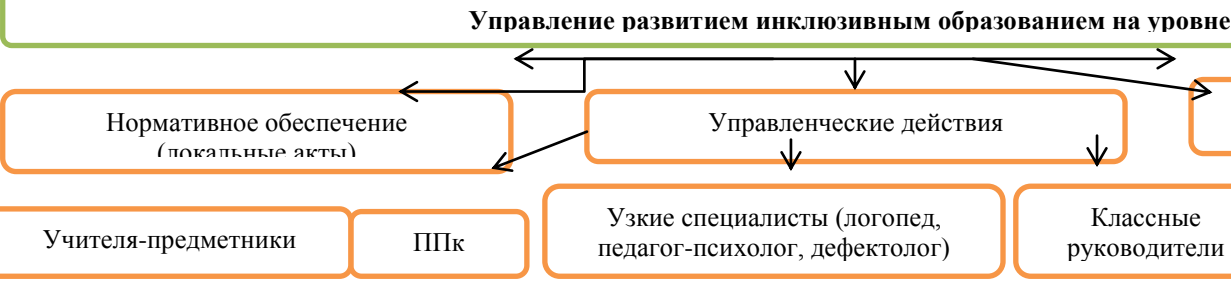 Управление развитием инклюзивным образованием на уровне
Нормативное обеспечение
(локальные акты)
Управленческие действия
Учителя-предметники
ППк
Узкие специалисты (логопед,
педагог-психолог, дефектолог)
Классные
руководители